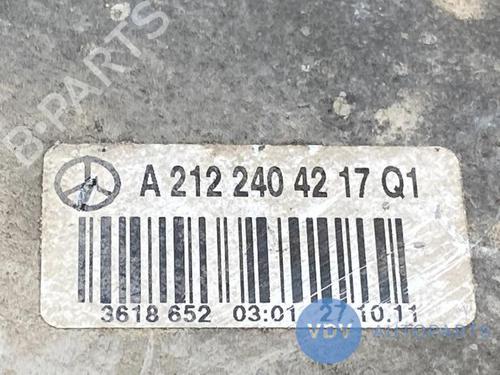 B-PARTS
A 212 240 42 17 Q1
3618 652 03:01 27.10.11
VDV AUTOPARTS